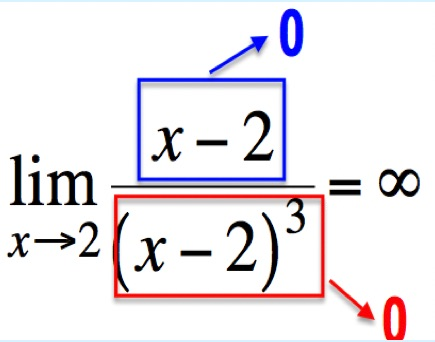 0
x − 2
lim = ∞
x→2 (x − 2)³
0